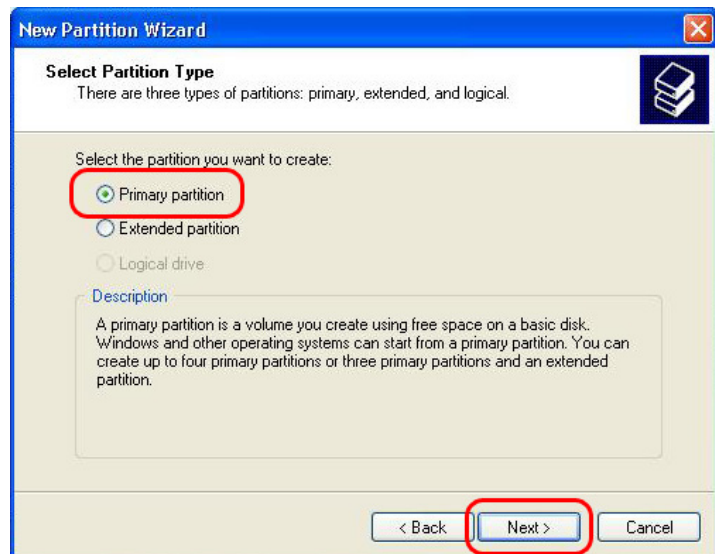 New Partition Wizard
Select Partition Type
There are three types of partitions: primary, extended, and logical.
Select the partition you want to create:
Primary partition
Extended partition
Logical drive
Description
A primary partition is a volume you create using free space on a basic disk.
Windows and other operating systems can start from a primary partition. You can
create up to four primary partitions or three primary partitions and an extended
partition.
< Back
Next >
Cancel